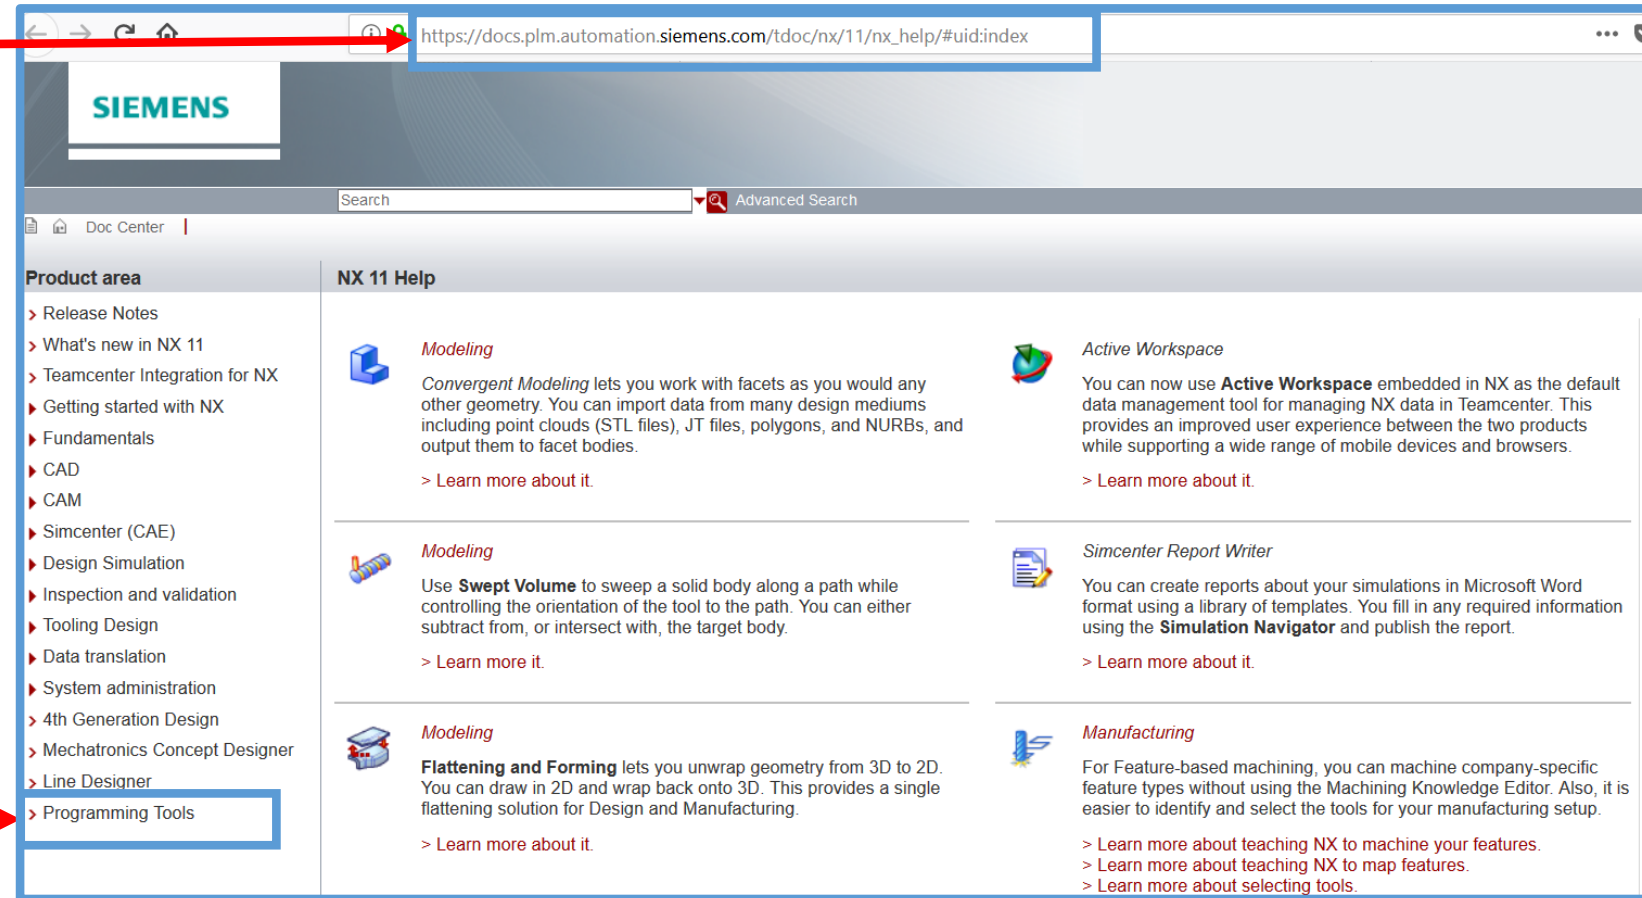 https://docs.plm.automation.siemens.com/tdoc/nx/11/nx_help/#uid:index
SIEMENS
Search
Advanced Search
Doc Center
Product area
Release Notes
What's new in NX 11
Teamcenter Integration for NX
Getting started with NX
Fundamentals
CAD
CAM
Simcenter (CAE)
Design Simulation
Inspection and validation
Tooling Design
Data translation
System administration
4th Generation Design
Mechatronics Concept Designer
Line Designer
Programming Tools
NX 11 Help
Modeling
Convergent Modeling lets you work with facets as you would any
other geometry. You can import data from many design mediums
including point clouds (STL files), JT files, polygons, and NURBs, and
output them to facet bodies.
> Learn more about it.
Active Workspace
You can now use Active Workspace embedded in NX as the default
data management tool for managing NX data in Teamcenter. This
provides an improved user experience between the two products
while supporting a wide range of mobile devices and browsers.
> Learn more about it.
Modeling
Use Swept Volume to sweep a solid body along a path while
controlling the orientation of the tool to the path. You can either
subtract from, or intersect with, the target body.
> Learn more it.
Simcenter Report Writer
You can create reports about your simulations in Microsoft Word
format using a library of templates. You fill in any required information
using the Simulation Navigator and publish the report.
> Learn more about it.
Modeling
Flattening and Forming lets you unwrap geometry from 3D to 2D.
You can draw in 2D and wrap back onto 3D. This provides a single
flattening solution for Design and Manufacturing.
> Learn more about it.
Manufacturing
For Feature-based machining, you can machine company-specific
feature types without using the Machining Knowledge Editor. Also, it is
easier to identify and select the tools for your manufacturing setup.
> Learn more about teaching NX to machine your features.
> Learn more about teaching NX to map features.
> Learn more about selecting tools.